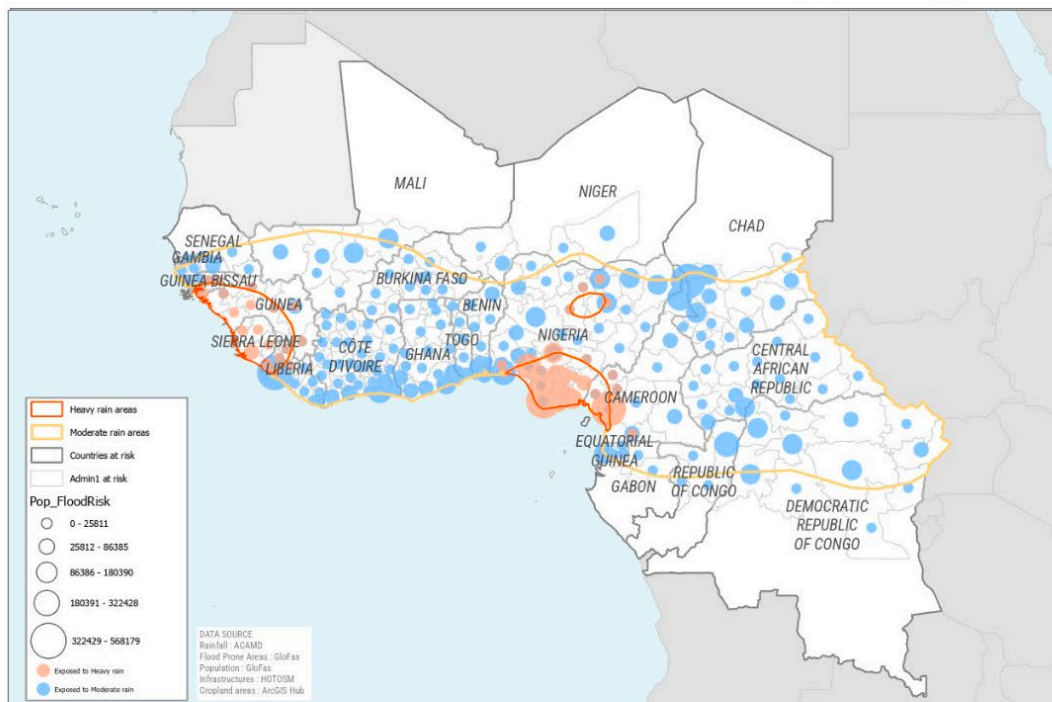 MALI
NIGER
CHAD
SENEGAL
GAMBIA
GUINEA BISSAU
GUINEA
BURKINA FASO
BENIN
SIERRA LEONE
LIBERIA
CÔTE
D'IVOIRE
GHANA
TOGO
NIGERIA
CENTRAL
AFRICAN
REPUBLIC
CAMEROON
EQUATORIAL
GUINEA
GABON
REPUBLIC
OF CONGO
DEMOCRATIC
REPUBLIC
OF CONGO
Heavy rain areas
Moderate rain areas
Countries at risk
Admin1 at risk
Pop_FloodRisk
0 - 25811
25812 - 86385
86386 - 180390
180391 - 322428
322429 - 568179
Exposed to Heavy rain
Exposed to Moderate rain
DATA SOURCE
Rainfall : ACAMD
Flood Prone Areas : GloFas
Population : GloFas
Infrastructures : HOTOSM
Cropland areas : ArcGIS Hub